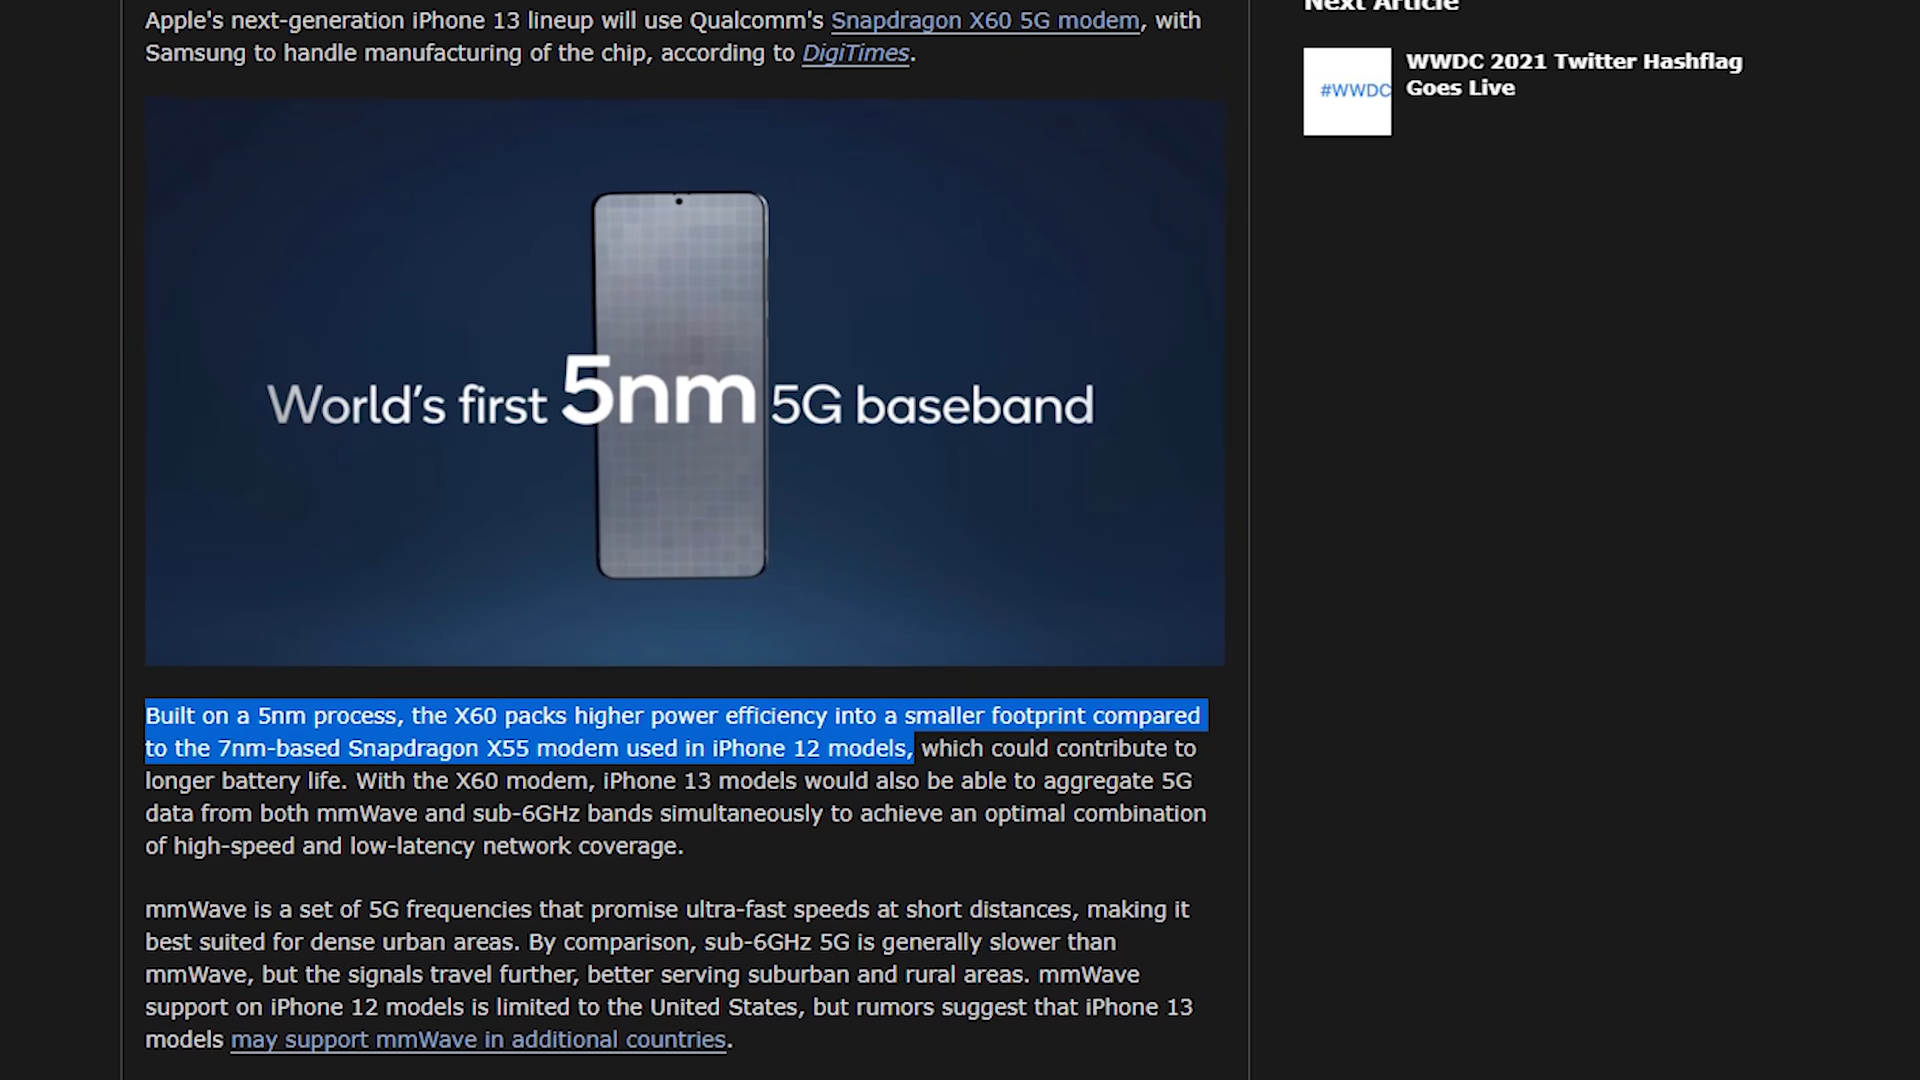 Apple's next-generation iPhone 13 lineup will use Qualcomm's Snapdragon X60 5G modem, with
Samsung to handle manufacturing of the chip, according to DigiTimes.
World's first 5nm 5G baseband
Built on a 5nm process, the X60 packs higher power efficiency into a smaller footprint compared
to the 7nm-based Snapdragon X55 modem used in iPhone 12 models, which could contribute to
longer battery life. With the X60 modem, iPhone 13 models would also be able to aggregate 5G
data from both mmWave and sub-6GHz bands simultaneously to achieve an optimal combination
of high-speed and low-latency network coverage.
mmWave is a set of 5G frequencies that promise ultra-fast speeds at short distances, making it
best suited for dense urban areas. By comparison, sub-6GHz 5G is generally slower than
mmWave, but the signals travel further, better serving suburban and rural areas. mmWave
support on iPhone 12 models is limited to the United States, but rumors suggest that iPhone 13
models may support mmWave in additional countries.
Next Article
#WWDC
WWDC 2021 Twitter Hashflag
Goes Live